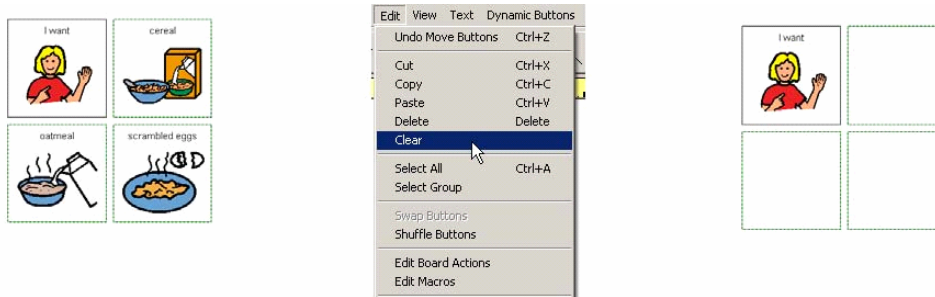 I want
cereal
oatmeal
scrambled eggs
Edit View Text Dynamic Buttons
Undo Move Buttons Ctrl+Z
Cut Ctrl+X
Copy Ctrl+C
Paste Ctrl+V
Delete Delete
Clear
Select All Ctrl+A
Select Group
Swap Buttons
Shuffle Buttons
Edit Board Actions
Edit Macros
I want